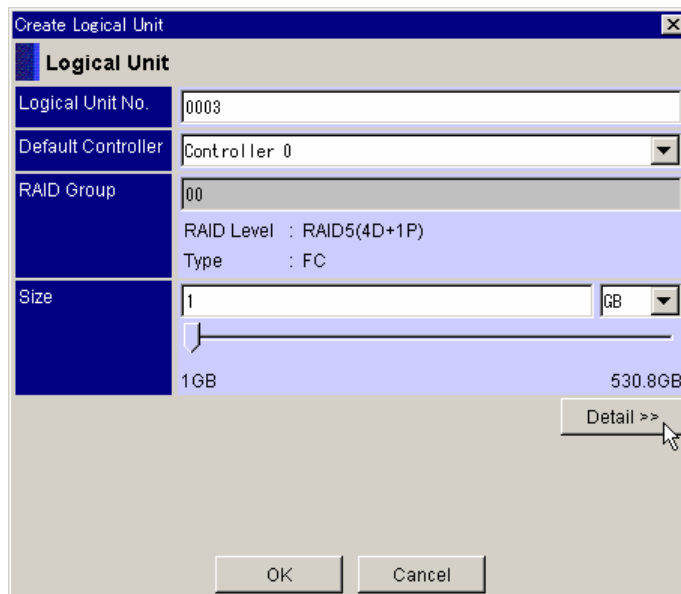 Create Logical Unit
Logical Unit
Logical Unit No. 0003
Default Controller Controller 0
RAID Group 00
RAID Level : RAID5(4D+1P)
Type : FC
Size 1 GB
1GB 530.8GB
Detail >>
OK Cancel